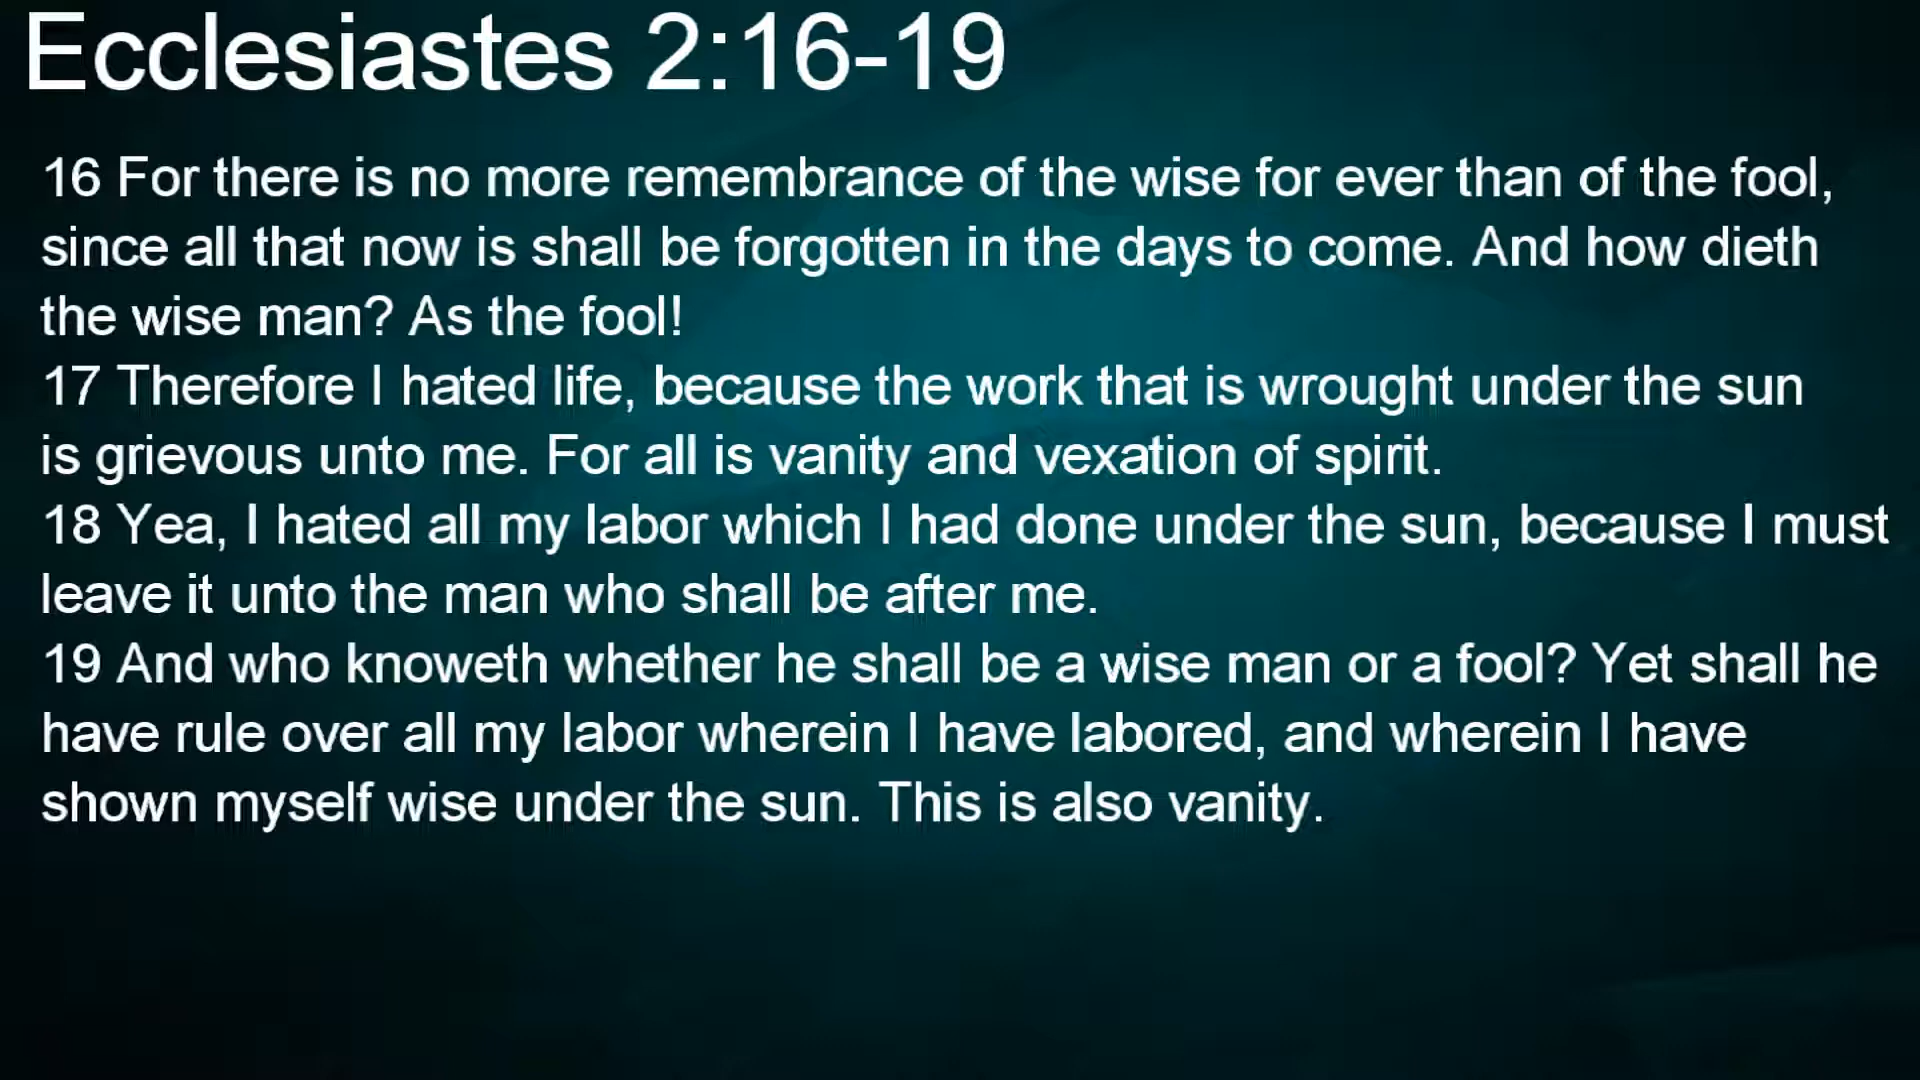 Ecclesiastes 2:16-19
16 For there is no more remembrance of the wise for ever than of the fool,
since all that now is shall be forgotten in the days to come. And how dieth
the wise man? As the fool!
17 Therefore I hated life, because the work that is wrought under the sun
is grievous unto me. For all is vanity and vexation of spirit.
18 Yea, I hated all my labor which I had done under the sun, because I must
leave it unto the man who shall be after me.
19 And who knoweth whether he shall be a wise man or a fool? Yet shall he
have rule over all my labor wherein I have labored, and wherein I have
shown myself wise under the sun. This is also vanity.